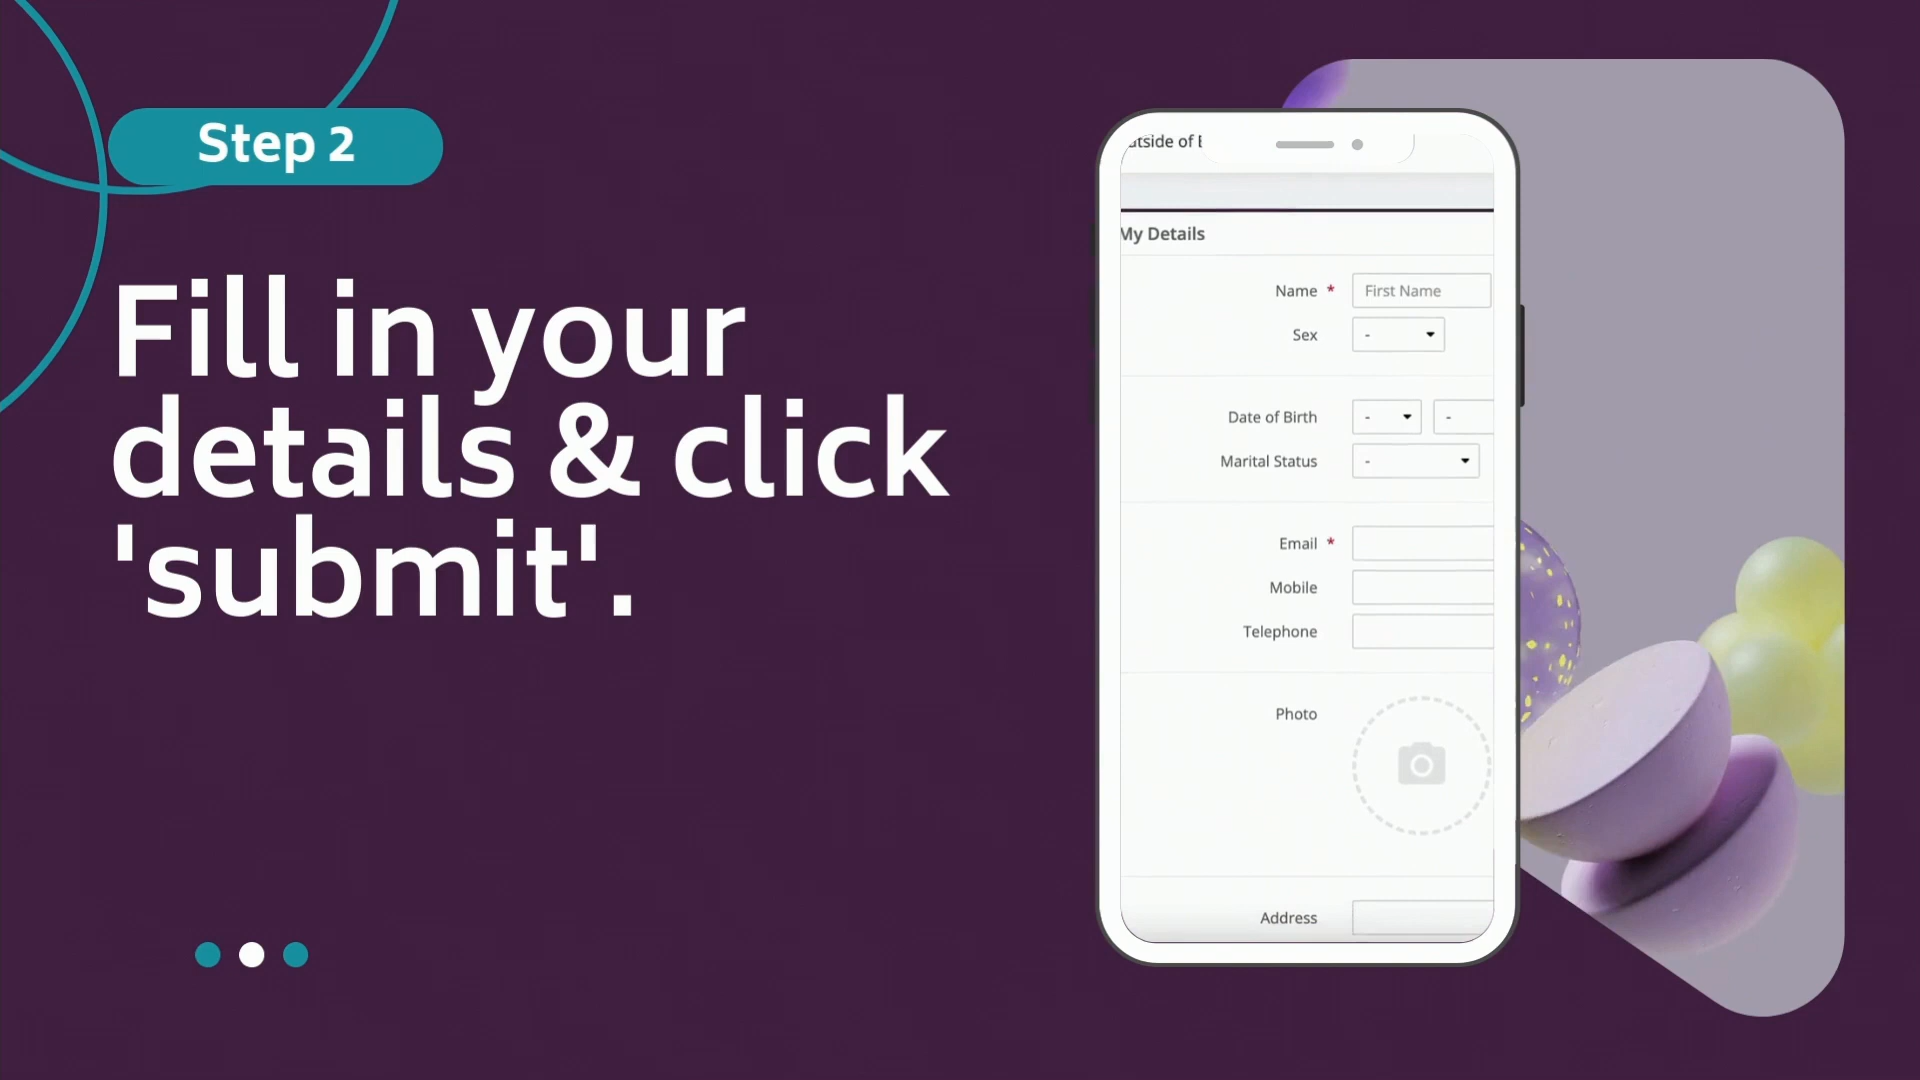 Step 2
Fill in your
details & click
'submit'.
My Details
Name *
First Name
Sex
-
Date of Birth
-
-
Marital Status
-
Email *
Mobile
Telephone
Photo
Address